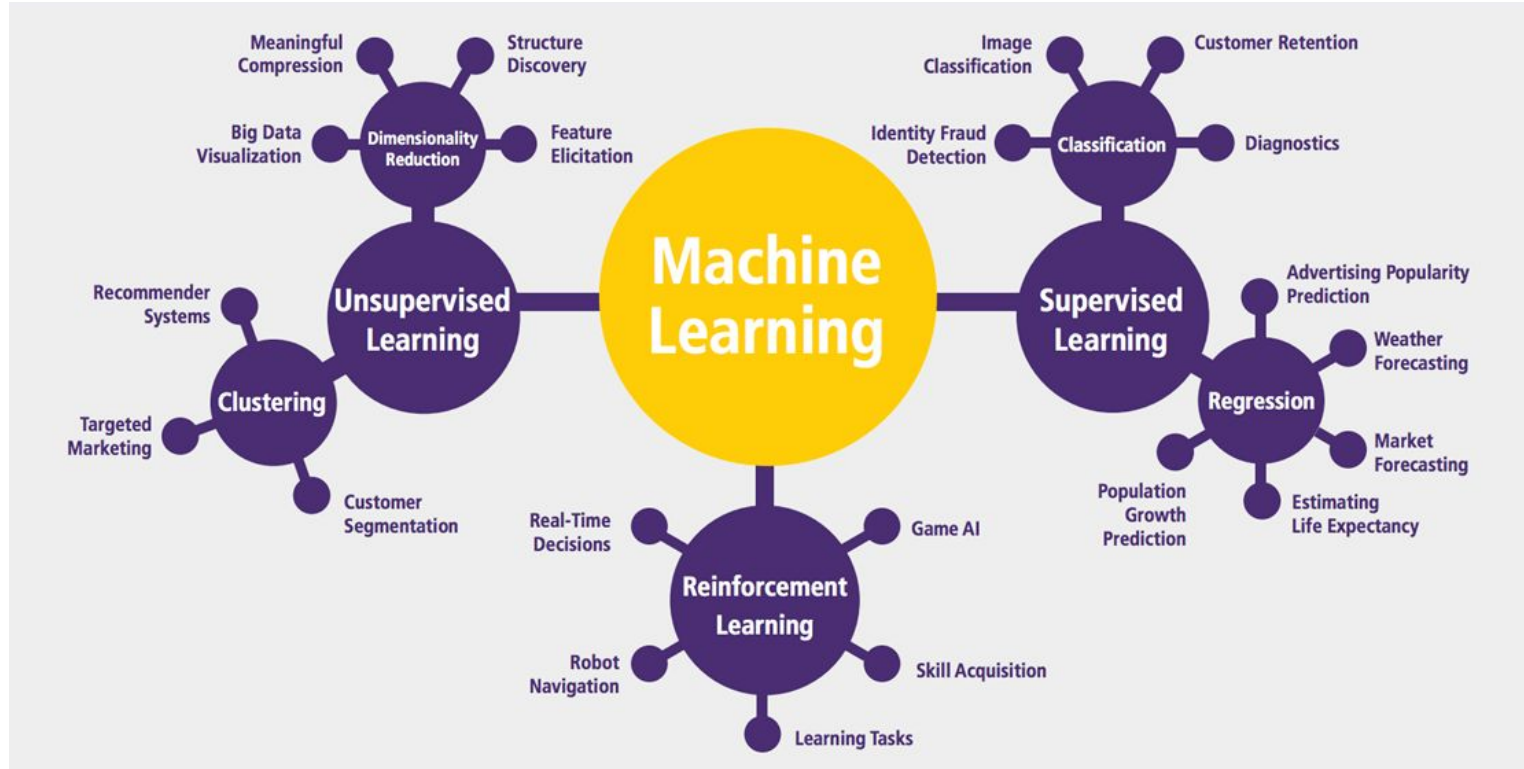 Machine
Learning
Unsupervised
Learning
Dimensionality
Reduction
Meaningful
Compression
Structure
Discovery
Big Data
Visualization
Feature
Elicitation
Clustering
Recommender
Systems
Targeted
Marketing
Customer
Segmentation
Supervised
Learning
Classification
Image
Classification
Customer Retention
Identity Fraud
Detection
Diagnostics
Regression
Advertising Popularity
Prediction
Weather
Forecasting
Market
Forecasting
Estimating
Life Expectancy
Population
Growth
Prediction
Reinforcement
Learning
Real-Time
Decisions
Game AI
Robot
Navigation
Skill Acquisition
Learning Tasks